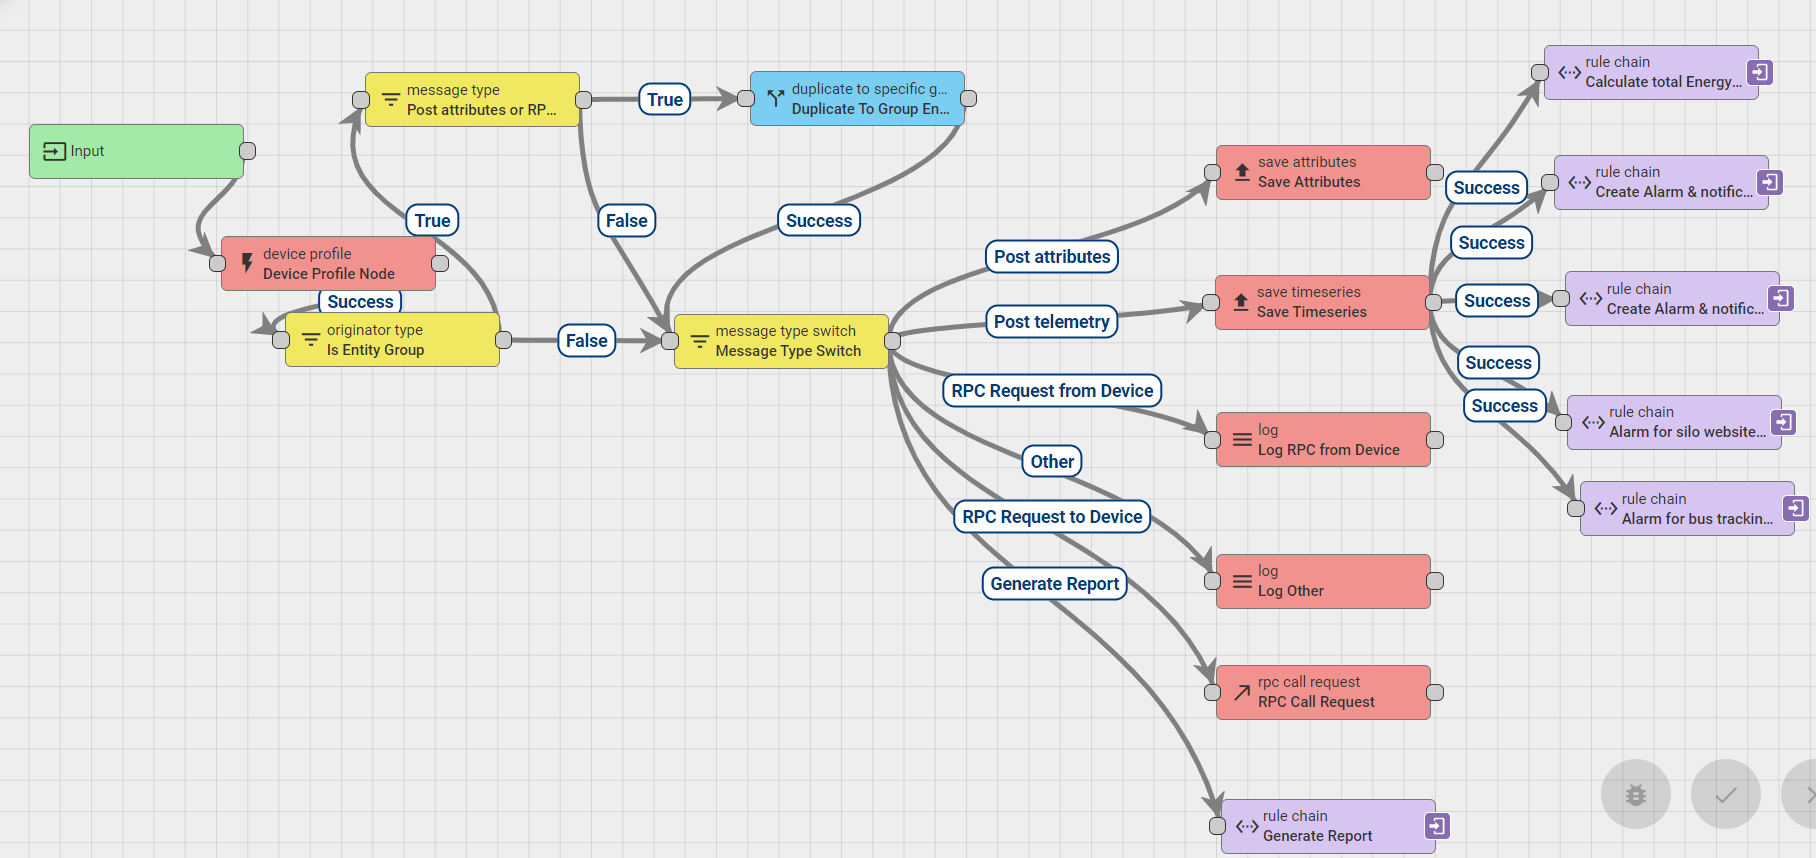 Input
device profile
Device Profile Node
Success
originator type
Is Entity Group
True
False
message type
Post attributes or RP...
True
False
duplicate to specific g...
Duplicate To Group En...
Success
message type switch
Message Type Switch
Post attributes
Post telemetry
RPC Request from Device
Other
RPC Request to Device
Generate Report
save attributes
Save Attributes
save timeseries
Save Timeseries
log
Log RPC from Device
log
Log Other
rpc call request
RPC Call Request
rule chain
Generate Report
Success
Success
Success
Success
Success
rule chain
Calculate total Energy...
rule chain
Create Alarm & notific...
rule chain
Create Alarm & notific...
rule chain
Alarm for silo website...
rule chain
Alarm for bus trackin...